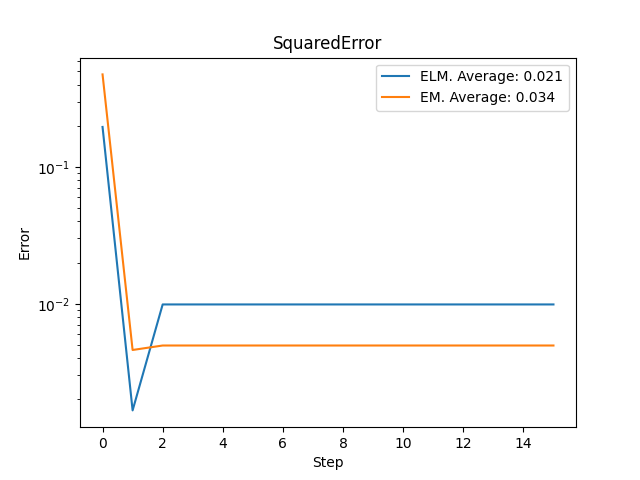 SquaredError
ELM. Average: 0.021
EM. Average: 0.034
Error
10⁻¹
10⁻²
0 2 4 6 8 10 12 14
Step